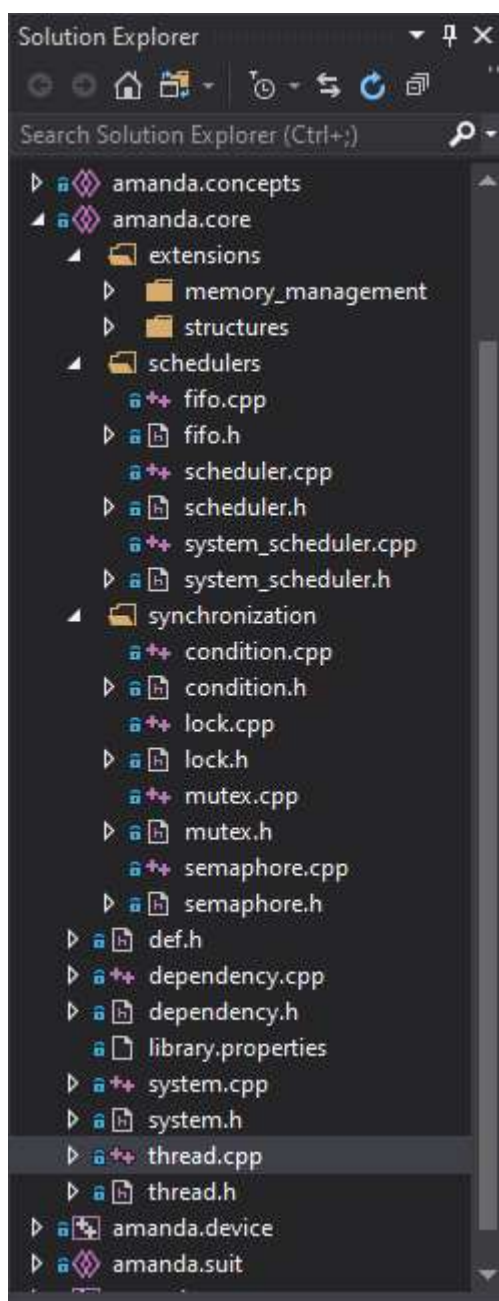 Solution Explorer
Search Solution Explorer (Ctrl+;)
amanda.concepts
amanda.core
extensions
memory_management
structures
schedulers
fifo.cpp
fifo.h
scheduler.cpp
scheduler.h
system_scheduler.cpp
system_scheduler.h
synchronization
condition.cpp
condition.h
lock.cpp
lock.h
mutex.cpp
mutex.h
semaphore.cpp
semaphore.h
def.h
dependency.cpp
dependency.h
library.properties
system.cpp
system.h
thread.cpp
thread.h
amanda.device
amanda.suit